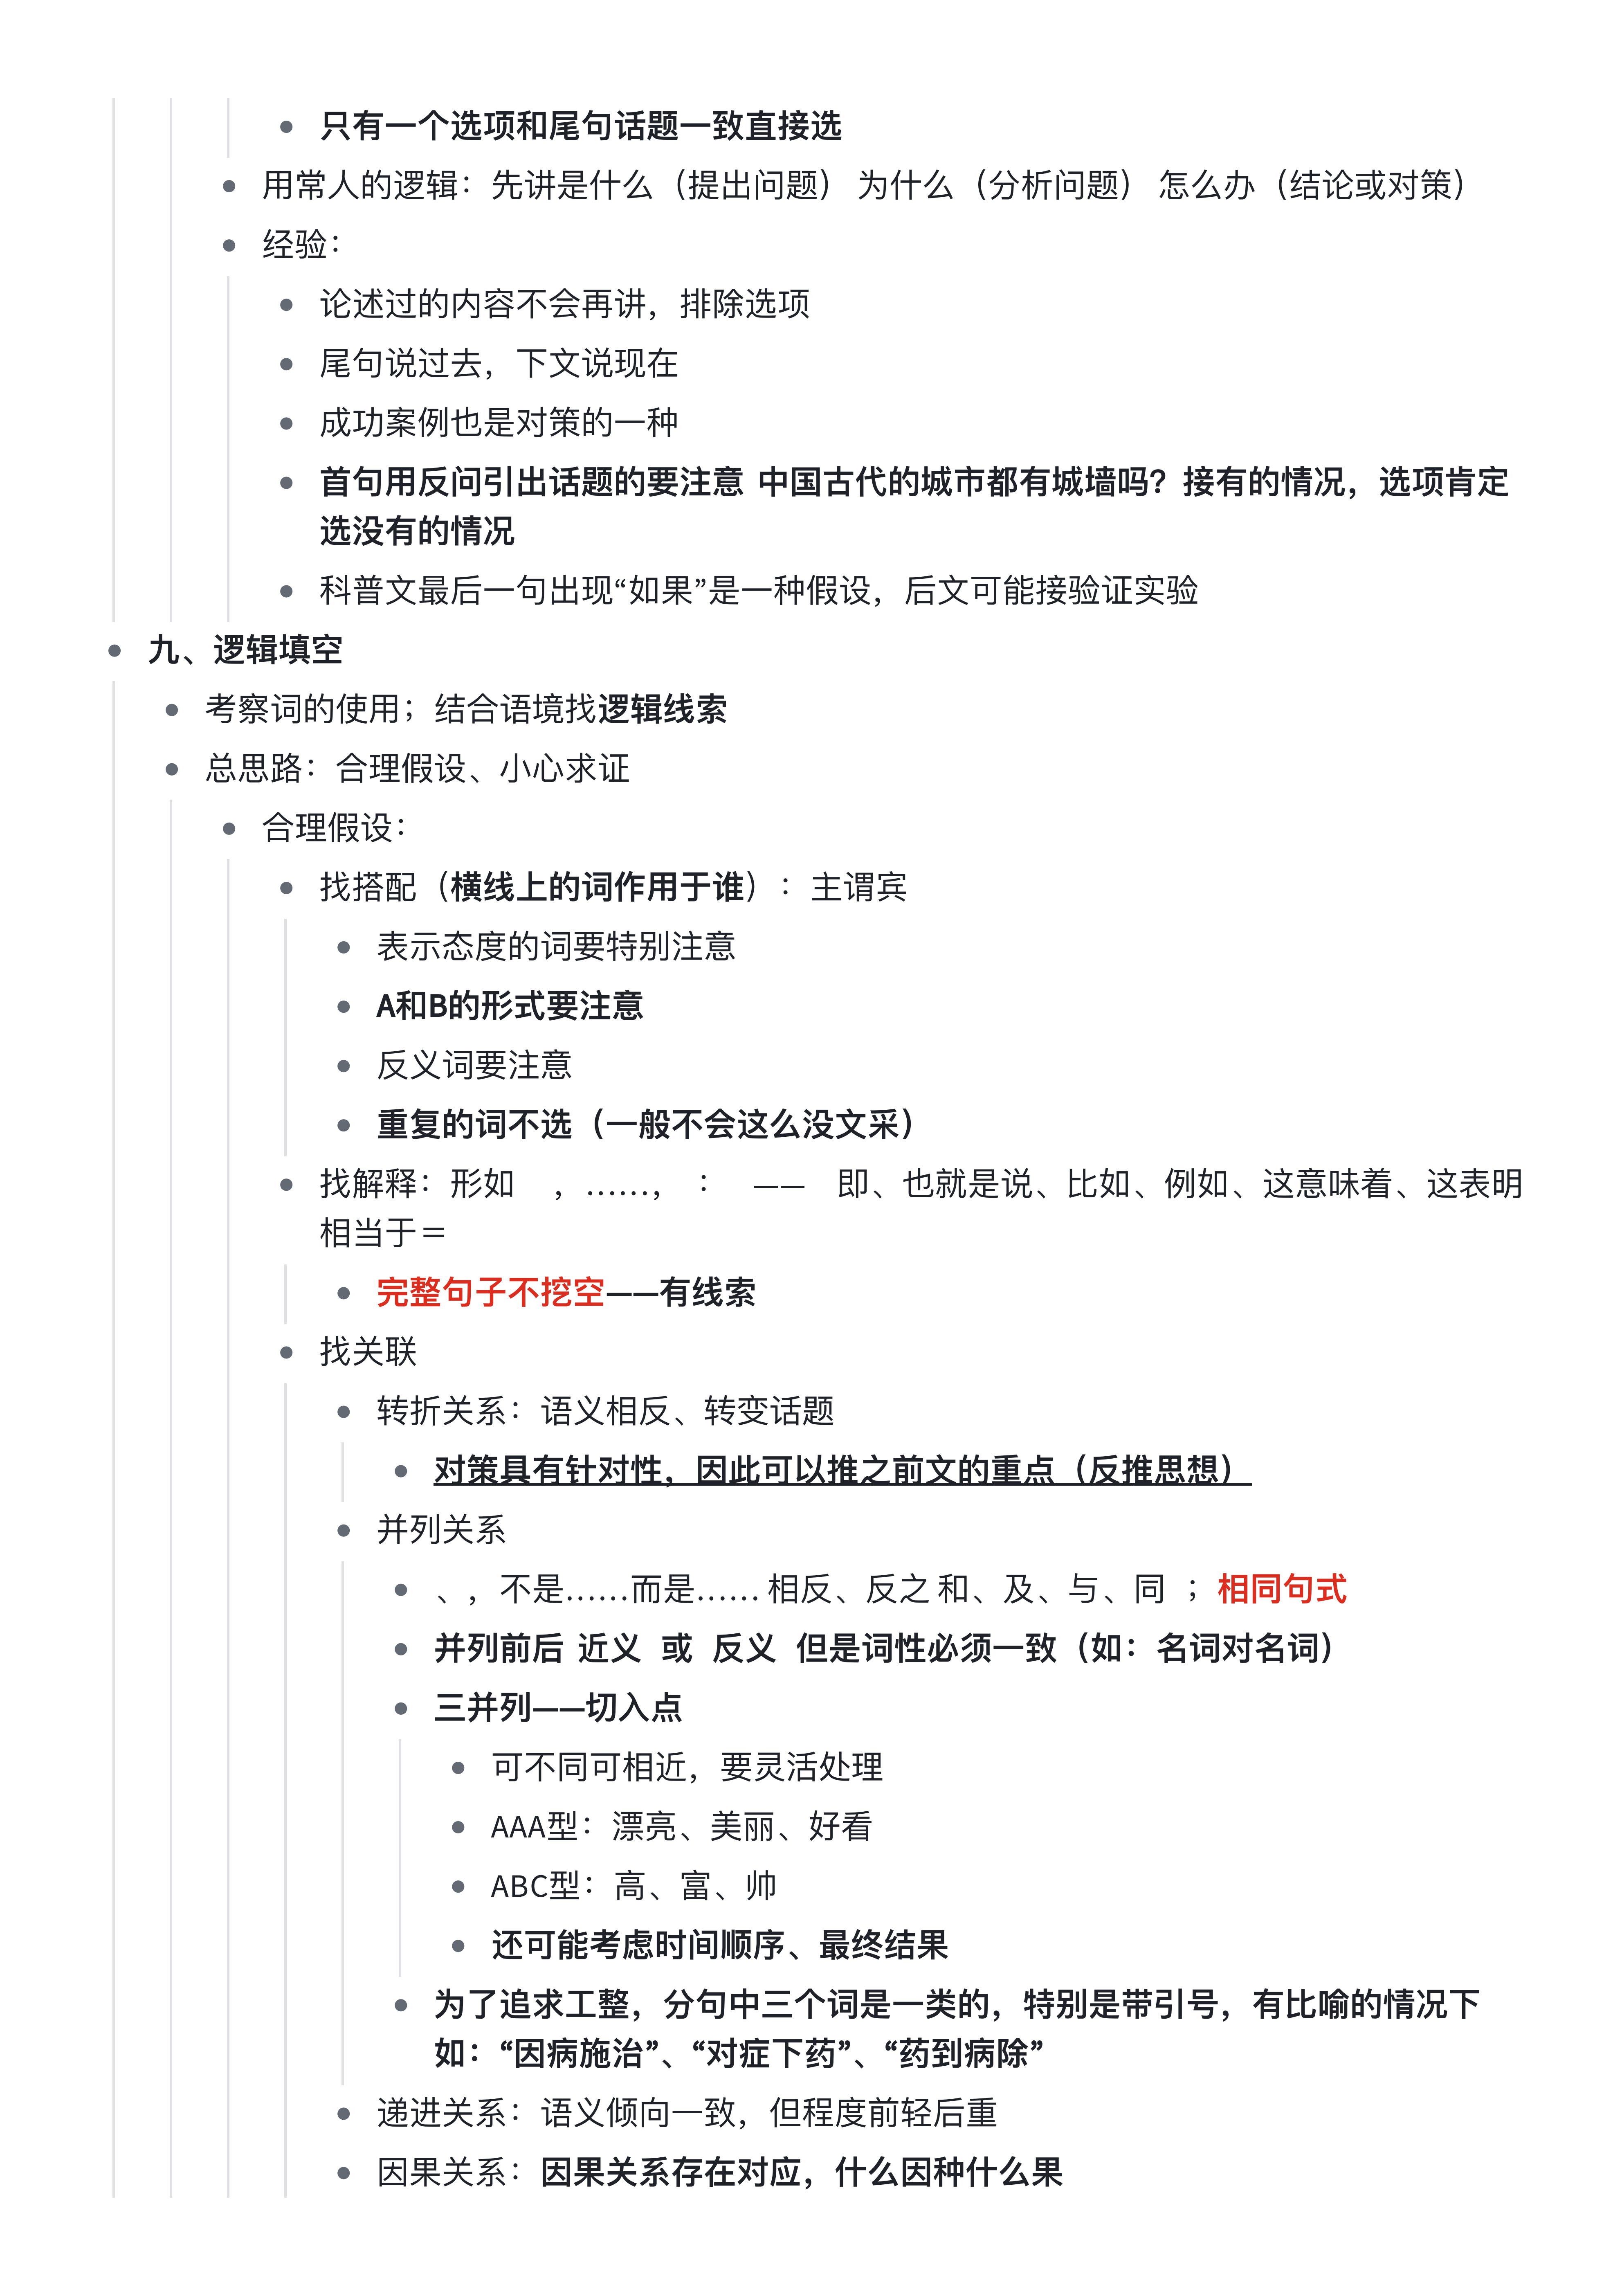 只有一个选项和尾句话题一致直接选
用常人的逻辑：先讲是什么（提出问题） 为什么（分析问题） 怎么办（结论或对策）
经验：
论述过的内容不会再讲，排除选项
尾句说过去，下文说现在
成功案例也是对策的一种
首句用反问引出话题的要注意 中国古代的城市都有城墙吗？接有的情况，选项肯定
选没有的情况
科普文最后一句出现“如果”是一种假设，后文可能接验证实验
九、逻辑填空
考察词的使用；结合语境找逻辑线索
总思路：合理假设、小心求证
合理假设：
找搭配（横线上的词作用于谁）：主谓宾
表示态度的词要特别注意
A和B的形式要注意
反义词要注意
重复的词不选（一般不会这么没文采）
找解释：形如 ，……， ： —— 即、也就是说、比如、例如、这意味着、这表明
相当于＝
完整句子不挖空——有线索
找关联
转折关系：语义相反、转变话题
对策具有针对性，因此可以推之前文的重点（反推思想）
并列关系
、，不是……而是…… 相反、反之 和、及、与、同 ；相同句式
并列前后 近义 或 反义 但是词性必须一致（如：名词对名词）
三并列——切入点
可不同可相近，要灵活处理
AAA型：漂亮、美丽、好看
ABC型：高、富、帅
还可能考虑时间顺序、最终结果
为了追求工整，分句中三个词是一类的，特别是带引号，有比喻的情况下
如：“因病施治”、“对症下药”、“药到病除”
递进关系：语义倾向一致，但程度前轻后重
因果关系：因果关系存在对应，什么因种什么果